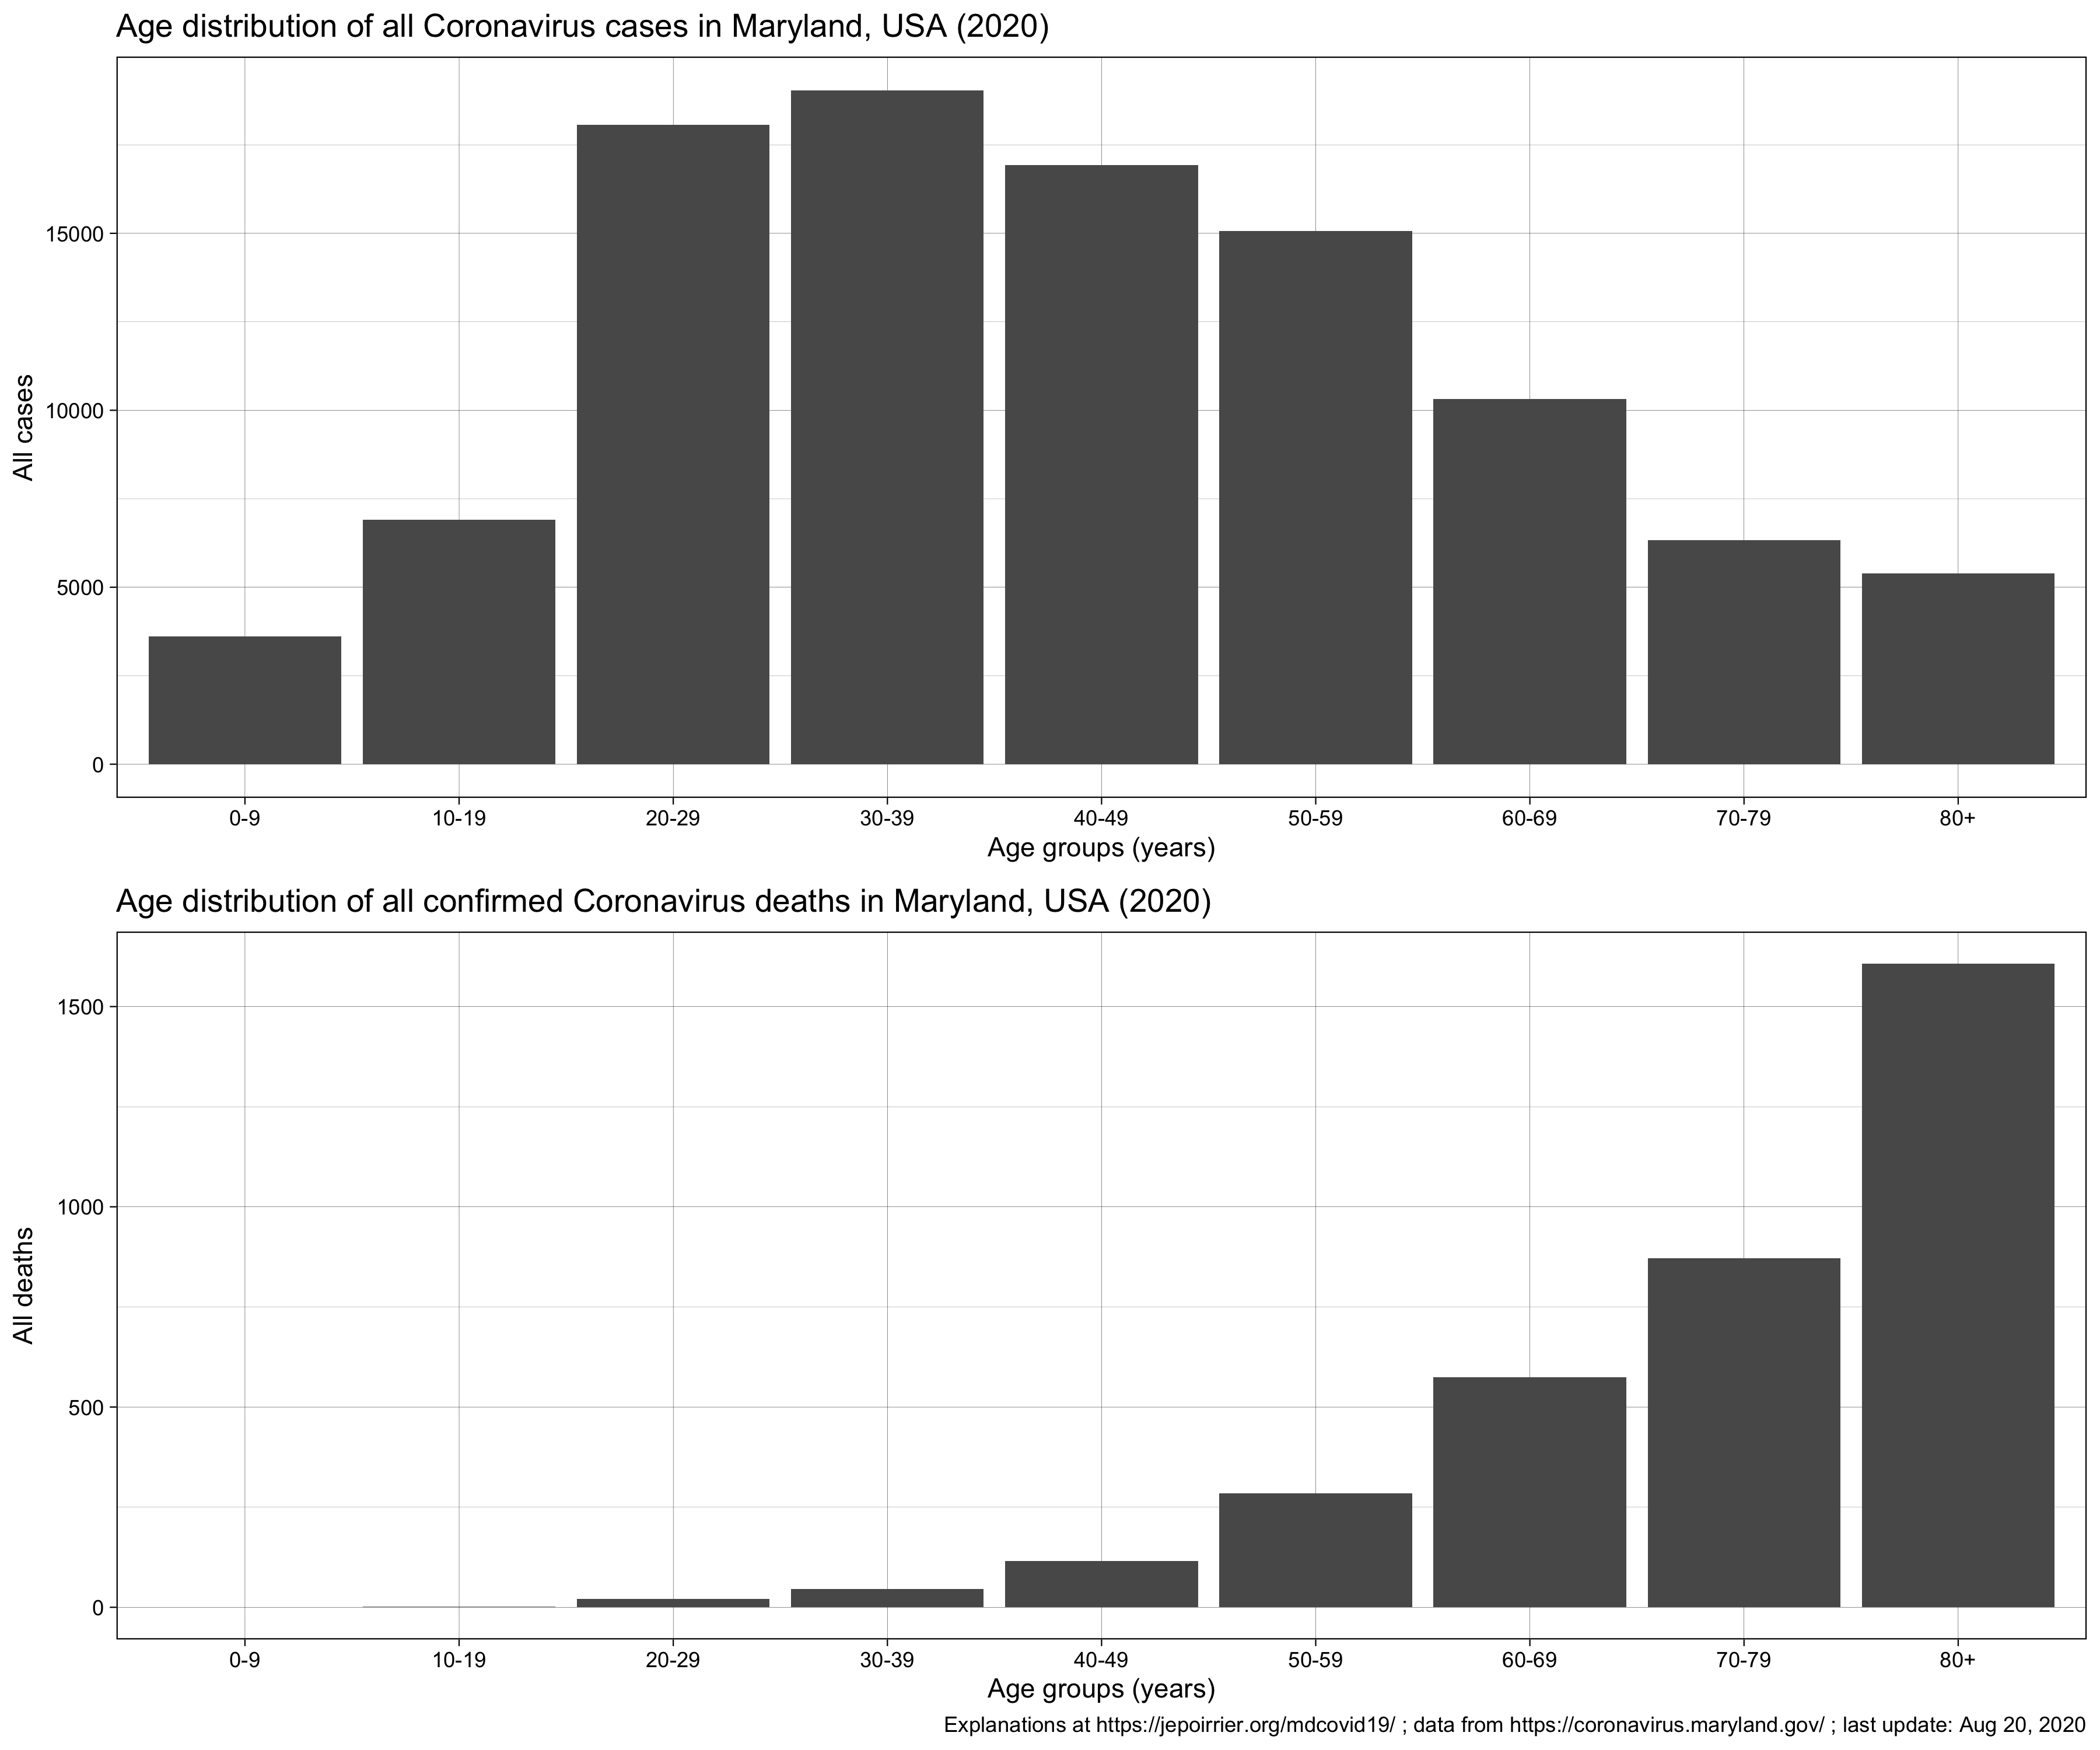 Age distribution of all Coronavirus cases in Maryland, USA (2020)
All cases
15000
10000
5000
0
0-9 10-19 20-29 30-39 40-49 50-59 60-69 70-79 80+
Age groups (years)
Age distribution of all confirmed Coronavirus deaths in Maryland, USA (2020)
All deaths
1500
1000
500
0
0-9 10-19 20-29 30-39 40-49 50-59 60-69 70-79 80+
Age groups (years)
Explanations at https://jepoirrier.org/mdcovid19/ ; data from https://coronavirus.maryland.gov/ ; last update: Aug 20, 2020